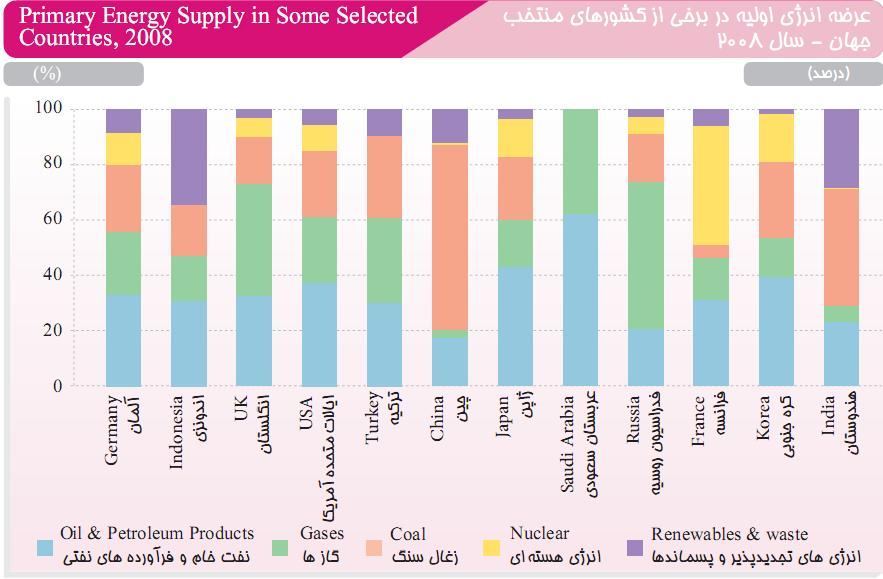 Primary Energy Supply in Some Selected
Countries, 2008
عرضه انرژی اولیه در برخی از کشورهای منتخب
جهان - سال ۲۰۰۸
(%)
(درصد)
100
80
60
40
20
0
Germany
آلمان
Indonesia
اندونزی
UK
انگلستان
USA
ایالات متحده آمریکا
Turkey
ترکیه
China
چین
Japan
ژاپن
Saudi Arabia
عربستان سعودی
Russia
فدراسیون روسیه
France
فرانسه
Korea
کره جنوبی
India
هندوستان
Oil & Petroleum Products
نفت خام و فرآورده های نفتی
Gases
گاز ها
Coal
زغال سنگ
Nuclear
انرژی هسته ای
Renewables & waste
انرژی های تجدیدپذیر و پسماندها